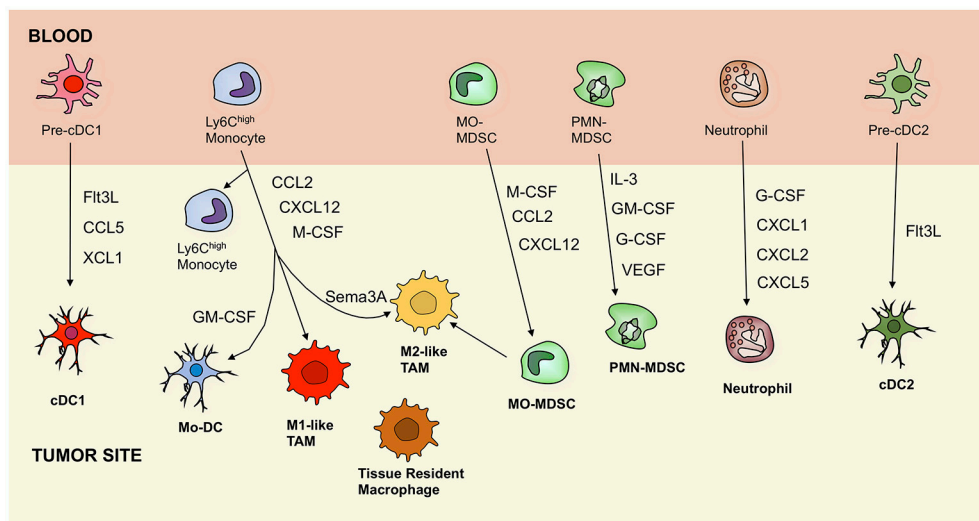 BLOOD
Pre-cDC1
Ly6Chigh
Monocyte
MO-
MDSC
PMN-
MDSC
Neutrophil
Pre-cDC2
Flt3L
CCL5
XCL1
Ly6Chigh
Monocyte
CCL2
CXCL12
M-CSF
M-CSF
CCL2
CXCL12
IL-3
GM-CSF
G-CSF
VEGF
G-CSF
CXCL1
CXCL2
CXCL5
Flt3L
GM-CSF
Sema3A
cDC1
Mo-DC
M1-like
TAM
M2-like
TAM
MO-MDSC
PMN-MDSC
Neutrophil
cDC2
TUMOR SITE
Tissue Resident
Macrophage